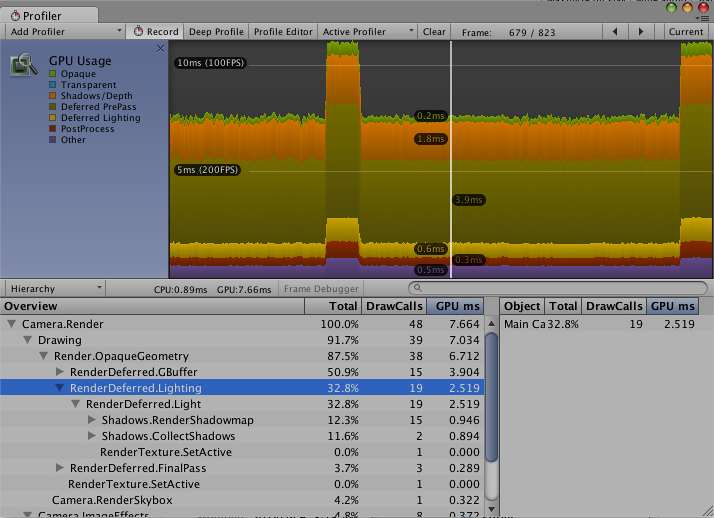 Profiler
Add Profiler Record Deep Profile Profiler Editor Active Profiler Clear Frame: 679 / 823 Current
GPU Usage
Opaque
Transparent
Shadows/Depth
Deferred PrePass
Deferred Lighting
PostProcess
Other
10ms (100FPS)
0.2ms
1.8ms
5ms (200FPS)
3.9ms
0.6ms
0.3ms
0.5ms
Hierarchy CPU:0.89ms GPU:7.66ms Frame Debugger
Overview Total DrawCalls GPU ms Object Total DrawCalls GPU ms
Camera.Render 100.0% 48 7.664 Main Ca 32.8% 19 2.519
Drawing 91.7% 39 7.034
Render.OpaqueGeometry 87.5% 38 6.712
RenderDeferred.GBuffer 50.9% 15 3.904
RenderDeferred.Lighting 32.8% 19 2.519
RenderDeferred.Light 32.8% 19 2.519
Shadows.RenderShadowmap 12.3% 15 0.946
Shadows.CollectShadows 11.6% 2 0.894
RenderTexture.SetActive 0.0% 1 0.000
RenderDeferred.FinalPass 3.7% 3 0.289
RenderTexture.SetActive 0.0% 1 0.000
Camera.RenderSkybox 4.2% 1 0.322
Camera.ImageEffects 4.8% 8 0.372